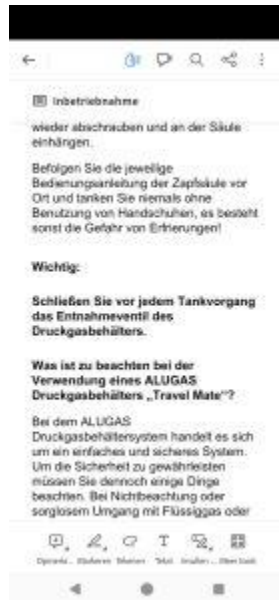 Inbetriebnahme
wieder abschrauben und an der Säule
einhängen.
Befolgen Sie die jeweilige
Bedienungsanleitung der Zapfsäule vor
Ort und tanken Sie niemals ohne
Benutzung von Handschuhen, es besteht
sonst die Gefahr von Erfrierungen!
Wichtig:
Schließen Sie vor jedem Tankvorgang
das Entnahmeventil des
Druckgasbehälters.
Was ist zu beachten bei der
Verwendung eines ALUGAS
Druckgasbehälters „Travel Mate“?
Bei dem ALUGAS
Druckgasbehältersystem handelt es sich
um ein einfaches und sicheres System.
Um die Sicherheit zu gewährleisten
müssen Sie dennoch einige Dinge
beachten. Bei Nichtbeachtung oder
sorglosem Umgang mit Flüssiggas oder
Text